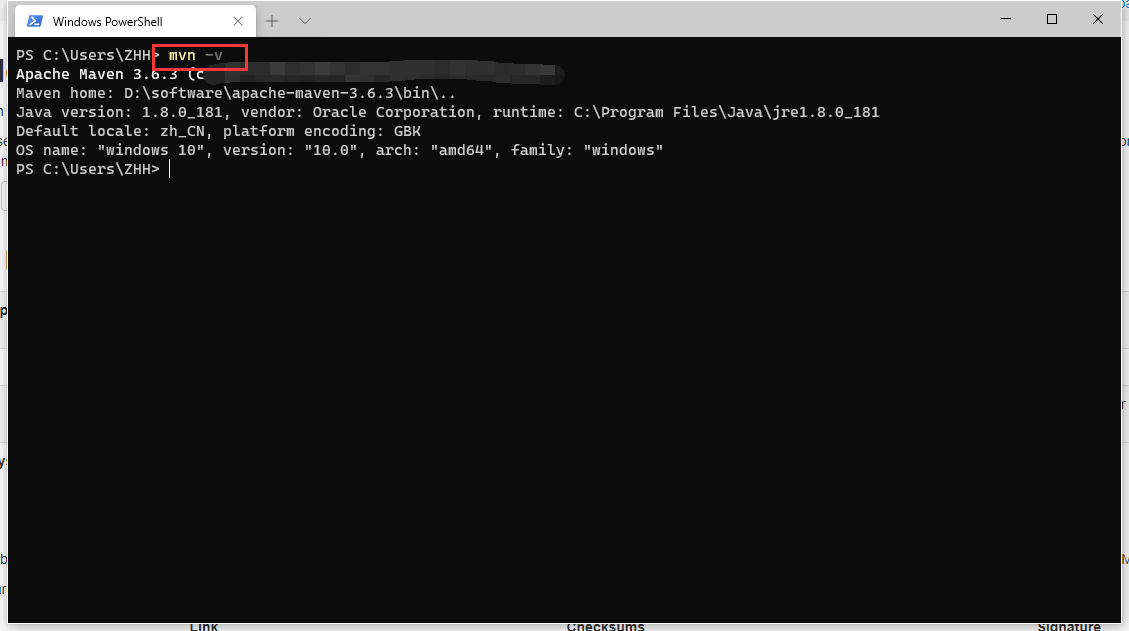 Windows PowerShell
PS C:\Users\ZHH> mvn -v
Apache Maven 3.6.3 (c
Maven home: D:\software\apache-maven-3.6.3\bin\..
Java version: 1.8.0_181, vendor: Oracle Corporation, runtime: C:\Program Files\Java\jre1.8.0_181
Default locale: zh_CN, platform encoding: GBK
OS name: "windows 10", version: "10.0", arch: "amd64", family: "windows"
PS C:\Users\ZHH>
Link Checksums Signature